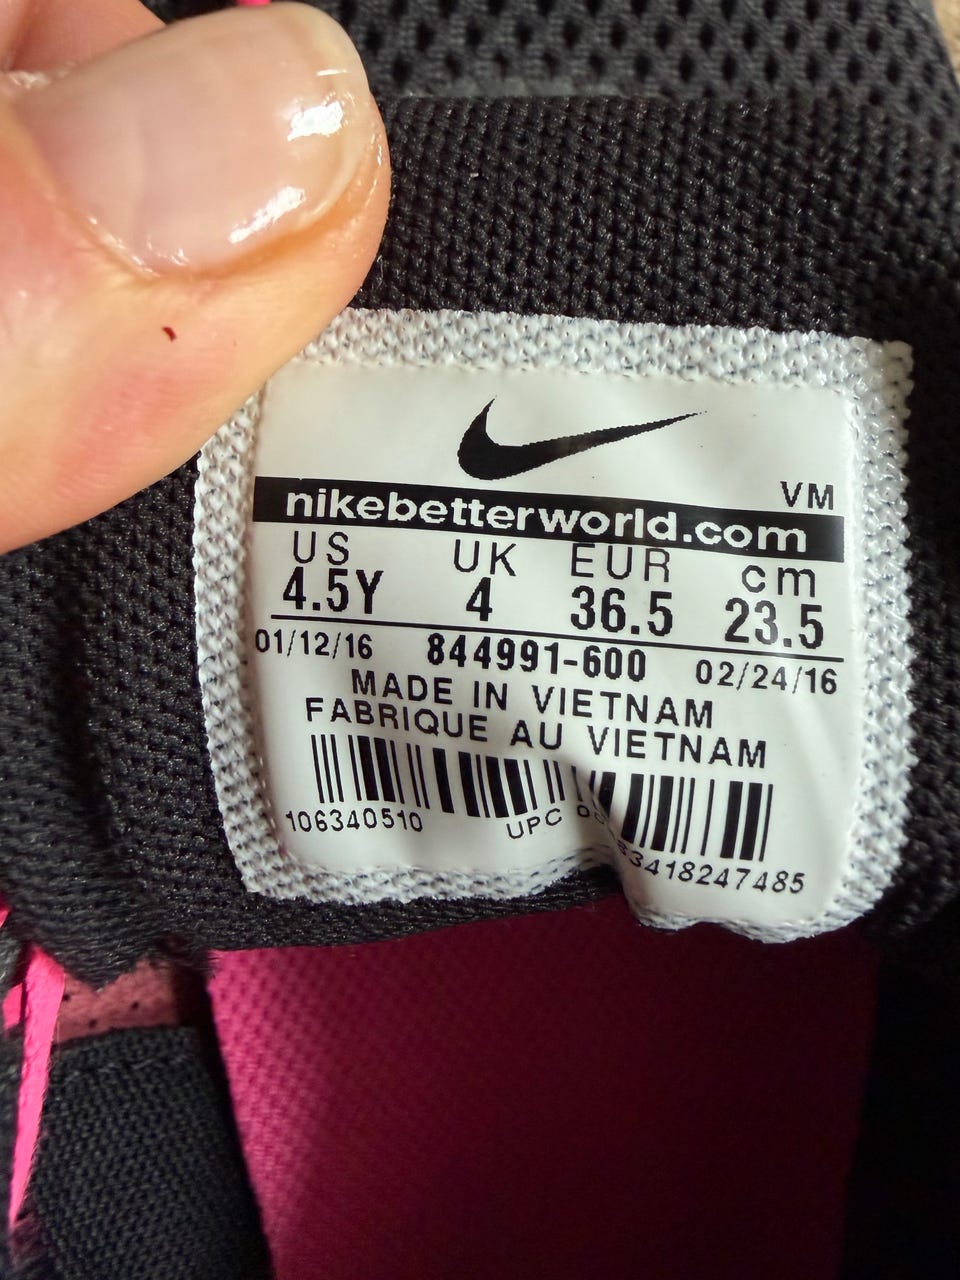 VM
nikebetterworld.com
US UK EUR cm
4.5Y 4 36.5 23.5
01/12/16 844991-600 02/24/16
MADE IN VIETNAM
FABRIQUE AU VIETNAM
106340510 UPC